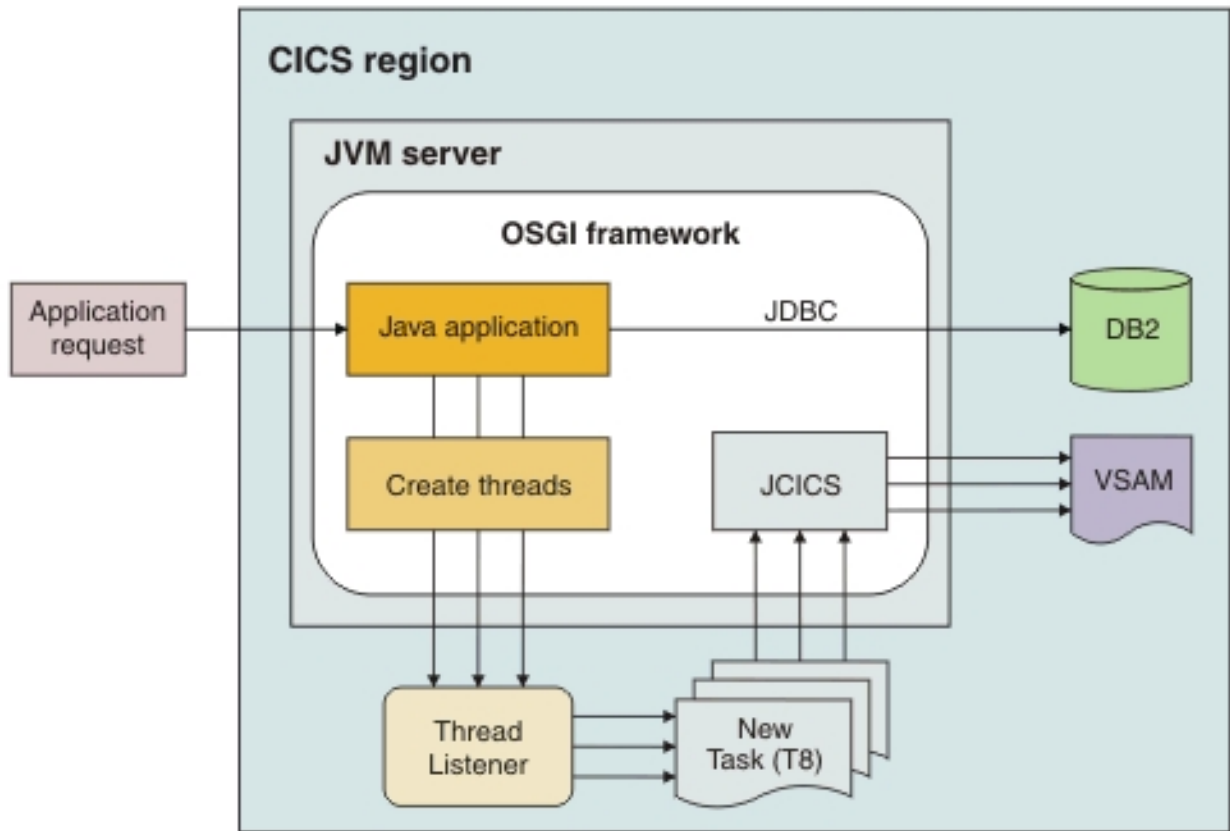 CICS region
JVM server
OSGI framework
Application
request
Java application
JDBC
DB2
Create threads
JCICS
VSAM
Thread
Listener
New
Task (T8)